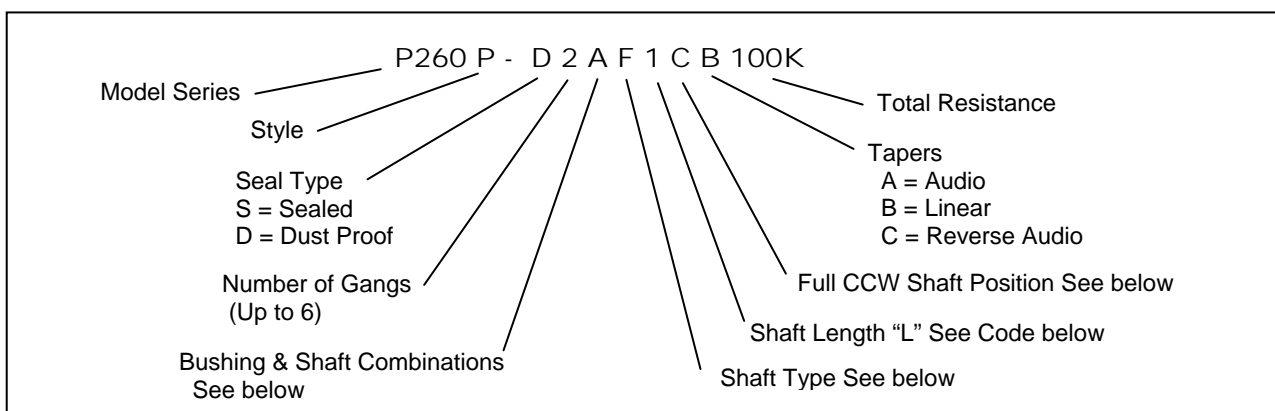 P260 P - D 2 A F 1 C B 100K
Model Series
Total Resistance
Style
Tapers
A = Audio
B = Linear
C = Reverse Audio
Seal Type
S = Sealed
D = Dust Proof
Number of Gangs
(Up to 6)
Full CCW Shaft Position See below
Shaft Length “L” See Code below
Bushing & Shaft Combinations
See below
Shaft Type See below